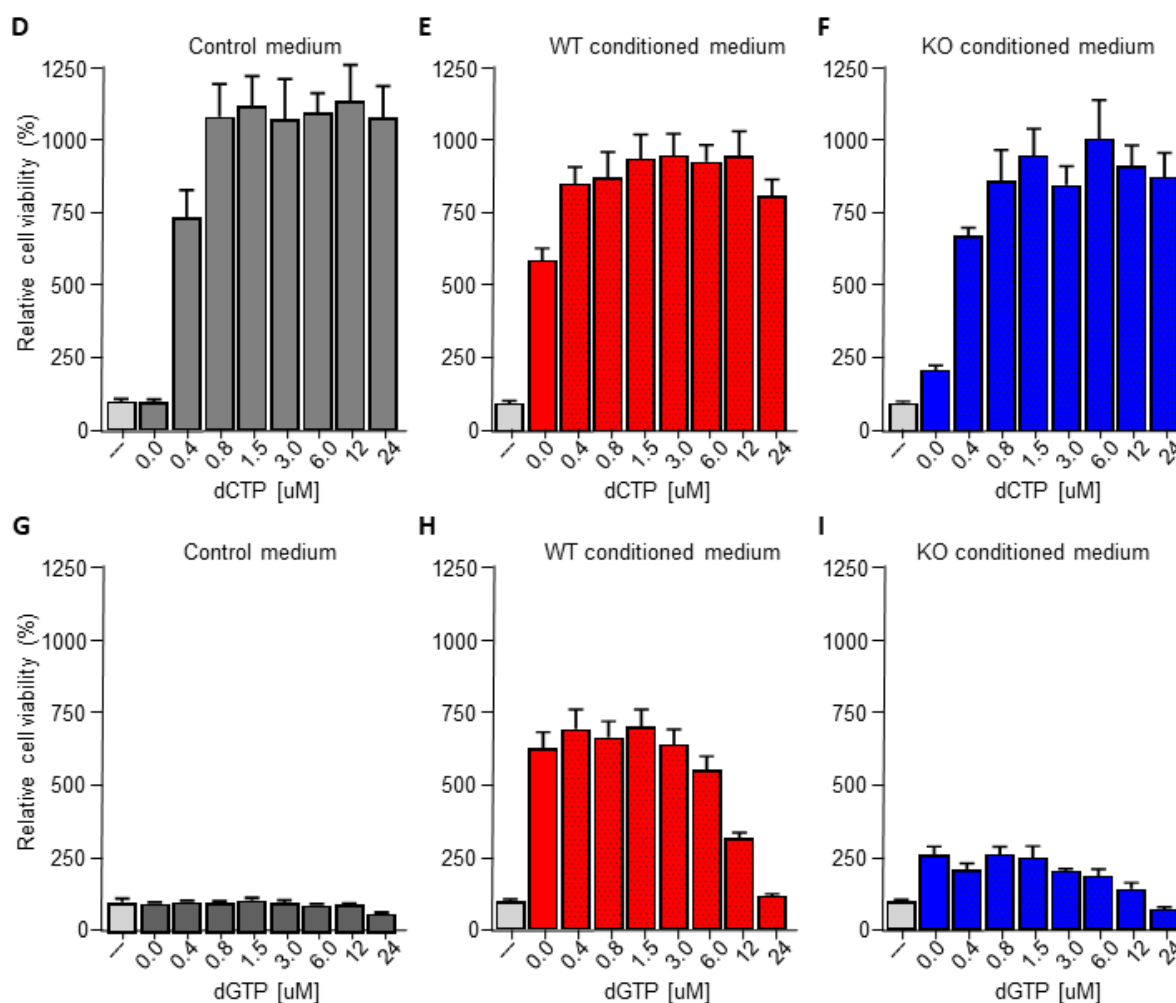 D
Control medium
E
WT conditioned medium
F
KO conditioned medium
Relative cell viability (%)
1250
1000
750
500
250
0
1250
1000
750
500
250
0
1250
1000
750
500
250
0
--- 0.0 0.4 0.8 1.5 3.0 6.0 12 24
--- 0.0 0.4 0.8 1.5 3.0 6.0 12 24
--- 0.0 0.4 0.8 1.5 3.0 6.0 12 24
dCTP [uM]
dCTP [uM]
dCTP [uM]
G
Control medium
H
WT conditioned medium
I
KO conditioned medium
Relative cell viability (%)
1250
1000
750
500
250
0
1250
1000
750
500
250
0
1250
1000
750
500
250
0
--- 0.0 0.4 0.8 1.5 3.0 6.0 12 24
--- 0.0 0.4 0.8 1.5 3.0 6.0 12 24
--- 0.0 0.4 0.8 1.5 3.0 6.0 12 24
dGTP [uM]
dGTP [uM]
dGTP [uM]